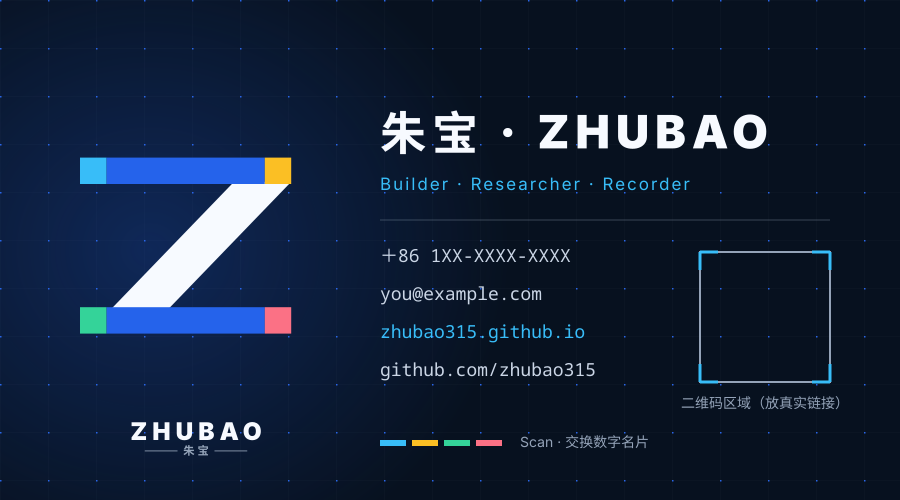 朱宝 · ZHUBAO
Builder · Researcher · Recorder
+86 1XX-XXXX-XXXX
you@example.com
zhubao315.github.io
github.com/zhubao315
二维码区域（放真实链接）
ZHUBAO
朱宝
Scan · 交换数字名片